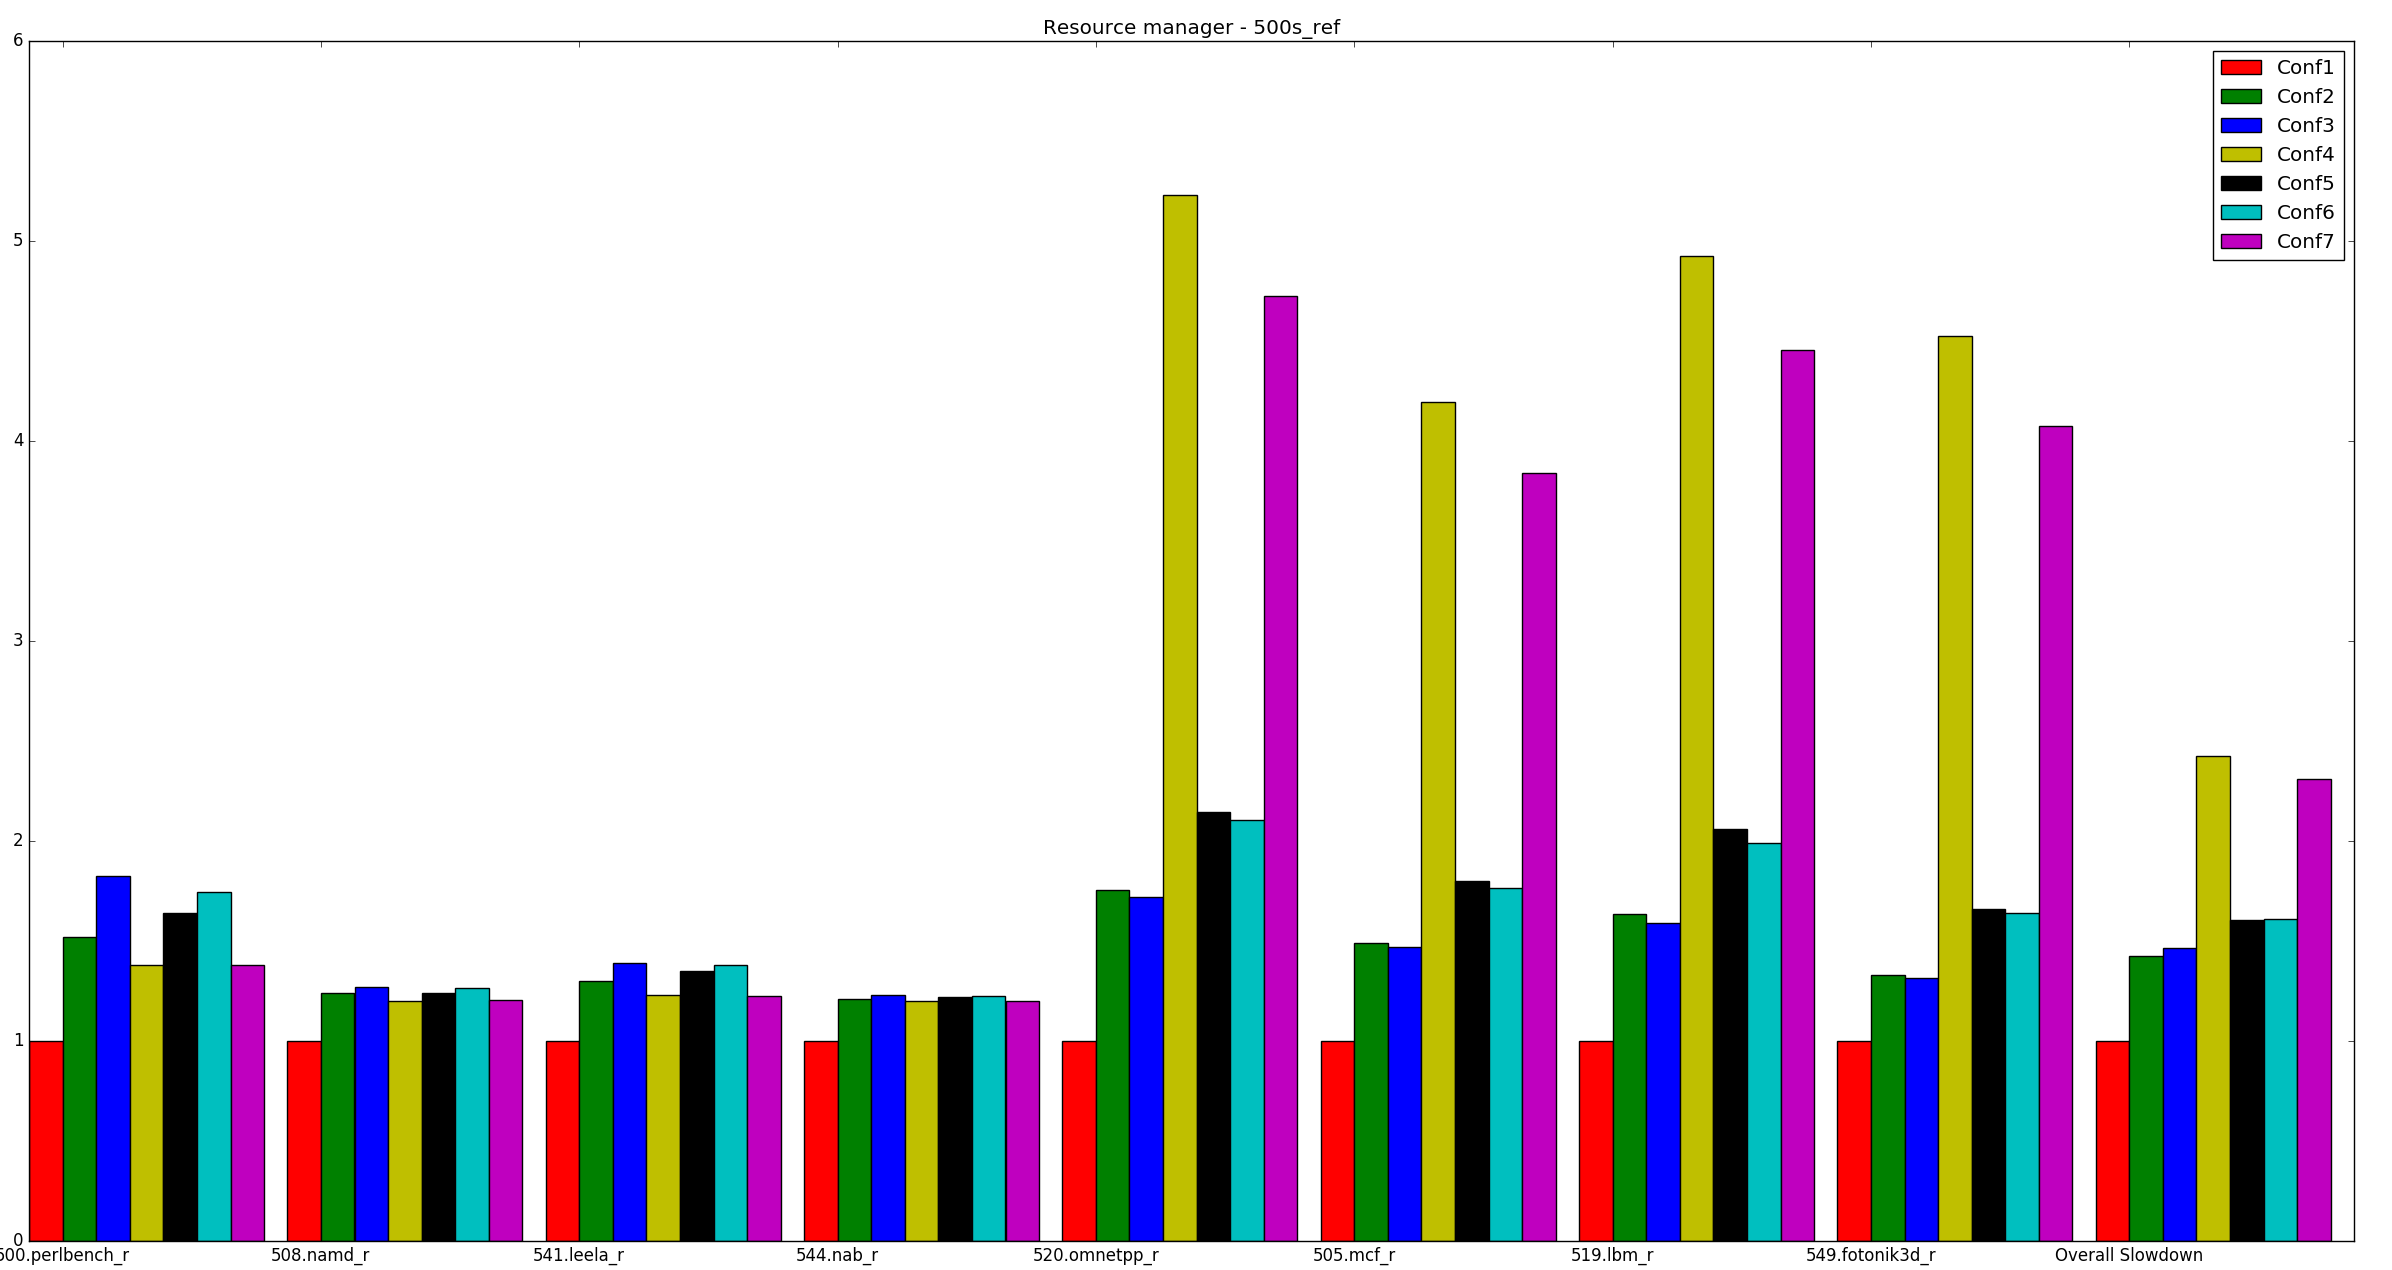 Resource manager - 500s_ref
6
5
4
3
2
1
0
Conf1
Conf2
Conf3
Conf4
Conf5
Conf6
Conf7
500.perlbench_r 508.namd_r 541.leela_r 544.nab_r 520.omnetpp_r 505.mcf_r 519.lbm_r 549.fotonik3d_r Overall Slowdown